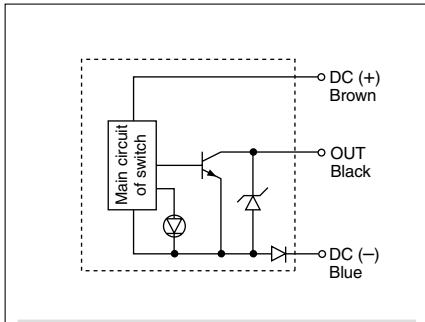 DC (+)
Brown
Main circuit
of switch
OUT
Black
DC (–)
Blue